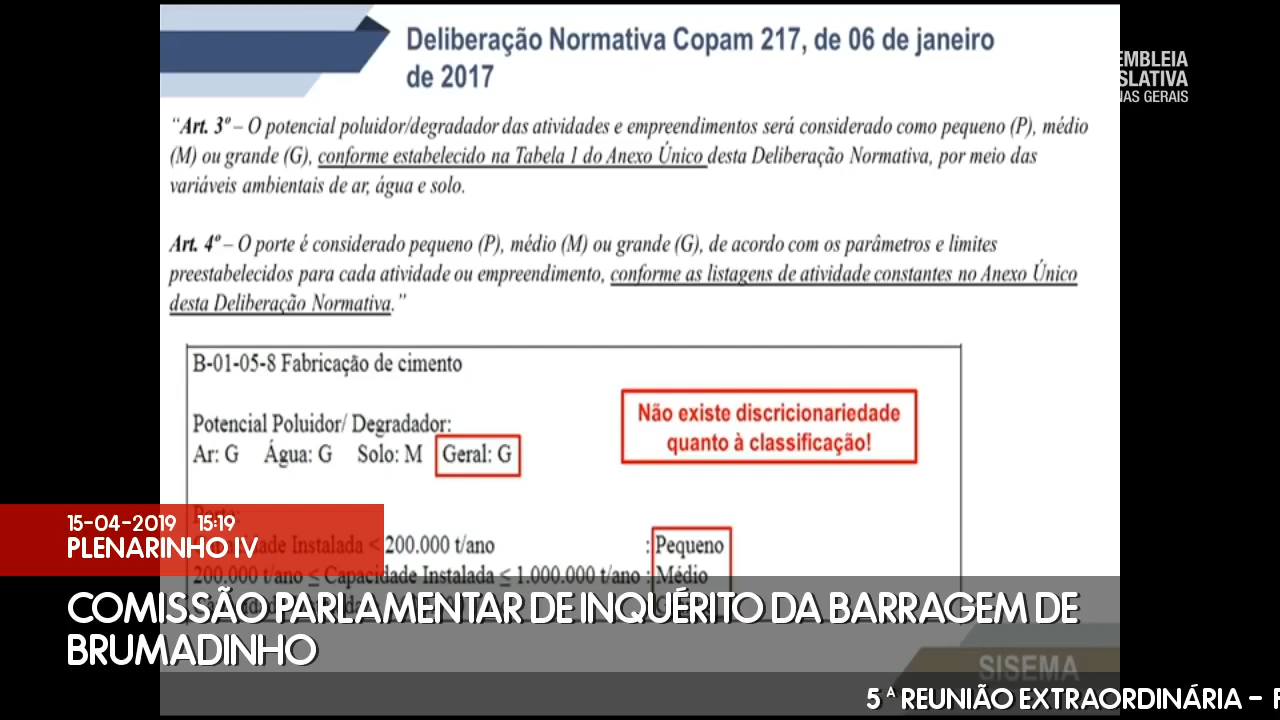 Deliberação Normativa Copam 217, de 06 de janeiro
de 2017
EMBLEIA
SLATIVA
NAS GERAIS
“Art. 3º – O potencial poluidor/degradador das atividades e empreendimentos será considerado como pequeno (P), médio
(M) ou grande (G), conforme estabelecido na Tabela 1 do Anexo Único desta Deliberação Normativa, por meio das
variáveis ambientais de ar, água e solo.
Art. 4º – O porte é considerado pequeno (P), médio (M) ou grande (G), de acordo com os parâmetros e limites
preestabelecidos para cada atividade ou empreendimento, conforme as listagens de atividade constantes no Anexo Único
desta Deliberação Normativa.”
B-01-05-8 Fabricação de cimento
Não existe discricionariedade
quanto à classificação!
Potencial Poluidor/ Degradador:
Ar: G Água: G Solo: M Geral: G
Porte:
Instalada < 200.000 t/ano : Pequeno
200.000 t/ano ≤ Capacidade Instalada ≤ 1.000.000 t/ano : Médio
15-04-2019 15:19
PLENARINHO IV
COMISSÃO PARLAMENTAR DE INQUÉRITO DA BARRAGEM DE
BRUMADINHO
SISEMA
5ª REUNIÃO EXTRAORDINÁRIA -